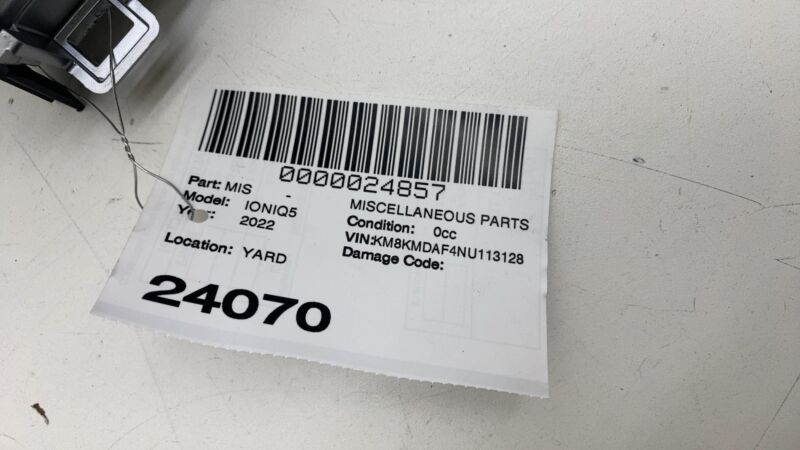 0000024857
Part: MIS - MISCELLANEOUS PARTS
Model: IONIQ5 Condition: 0cc
2022 VIN:KM8KMDAF4NU113128
Location: YARD Damage Code:
24070